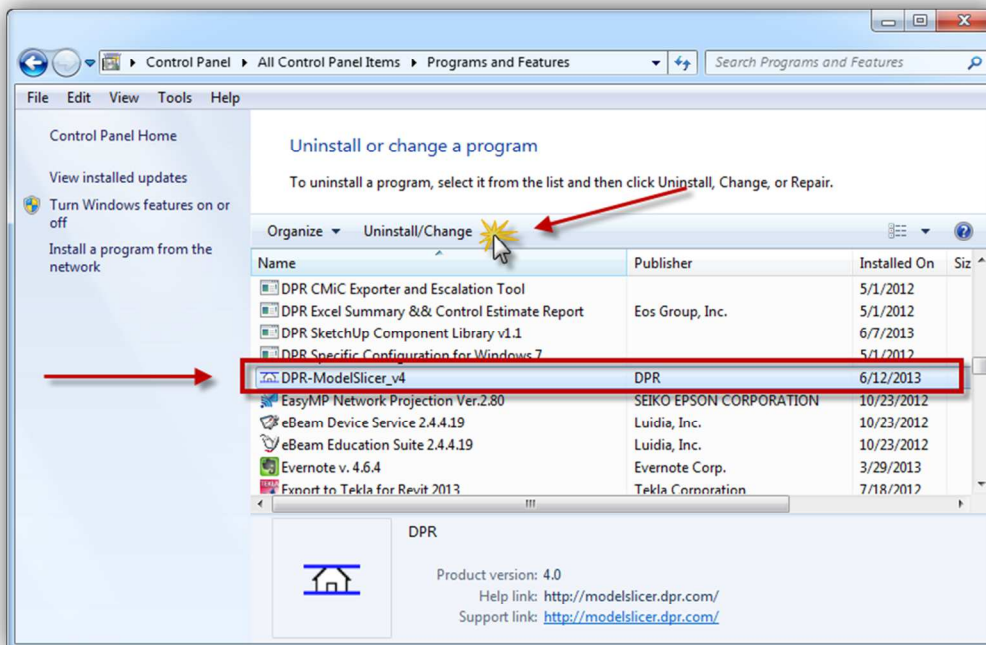 Control Panel All Control Panel Items Programs and Features Search Programs and Features
File Edit View Tools Help
Control Panel Home
View installed updates
Turn Windows features on or
off
Install a program from the
network
Uninstall or change a program
To uninstall a program, select it from the list and then click Uninstall, Change, or Repair.
Organize Uninstall/Change
Name Publisher Installed On Siz
DPR CMiC Exporter and Escalation Tool 5/1/2012
DPR Excel Summary && Control Estimate Report Eos Group, Inc. 5/1/2012
DPR SketchUp Component Library v1.1 6/7/2013
DPR Specific Configuration for Windows 7 5/1/2012
DPR-ModelSlicer_v4 DPR 6/12/2013
EasyMP Network Projection Ver.2.80 SEIKO EPSON CORPORATION 10/23/2012
eBeam Device Service 2.4.4.19 Luidia, Inc. 10/23/2012
eBeam Education Suite 2.4.4.19 Luidia, Inc. 10/23/2012
Evernote v. 4.6.4 Evernote Corp. 3/29/2013
Export to Tekla for Revit 2013 Tekla Corporation 7/18/2012
DPR
Product version: 4.0
Help link: http://modelslicer.dpr.com/
Support link: http://modelslicer.dpr.com/